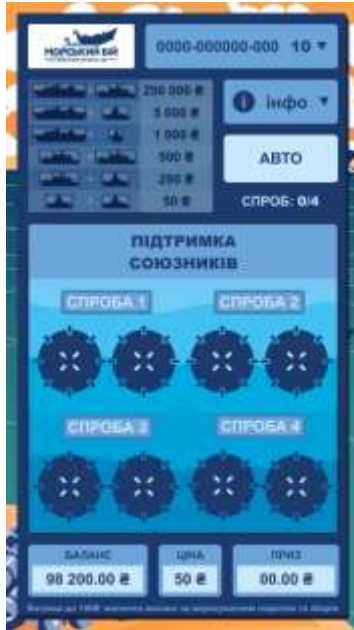 МОРСЬКИЙ БІЙ
0000-000000-000 10
250 000 ₴
5 000 ₴
1 000 ₴
500 ₴
200 ₴
50 ₴
інфо
АВТО
СПРОБ: 0/4
ПІДТРИМКА
СОЮЗНИКІВ
СПРОБА 1 СПРОБА 2
СПРОБА 3 СПРОБА 4
БАЛАНС ЦІНА ПРИЗ
98 200.00 ₴ 50 ₴ 00.00 ₴